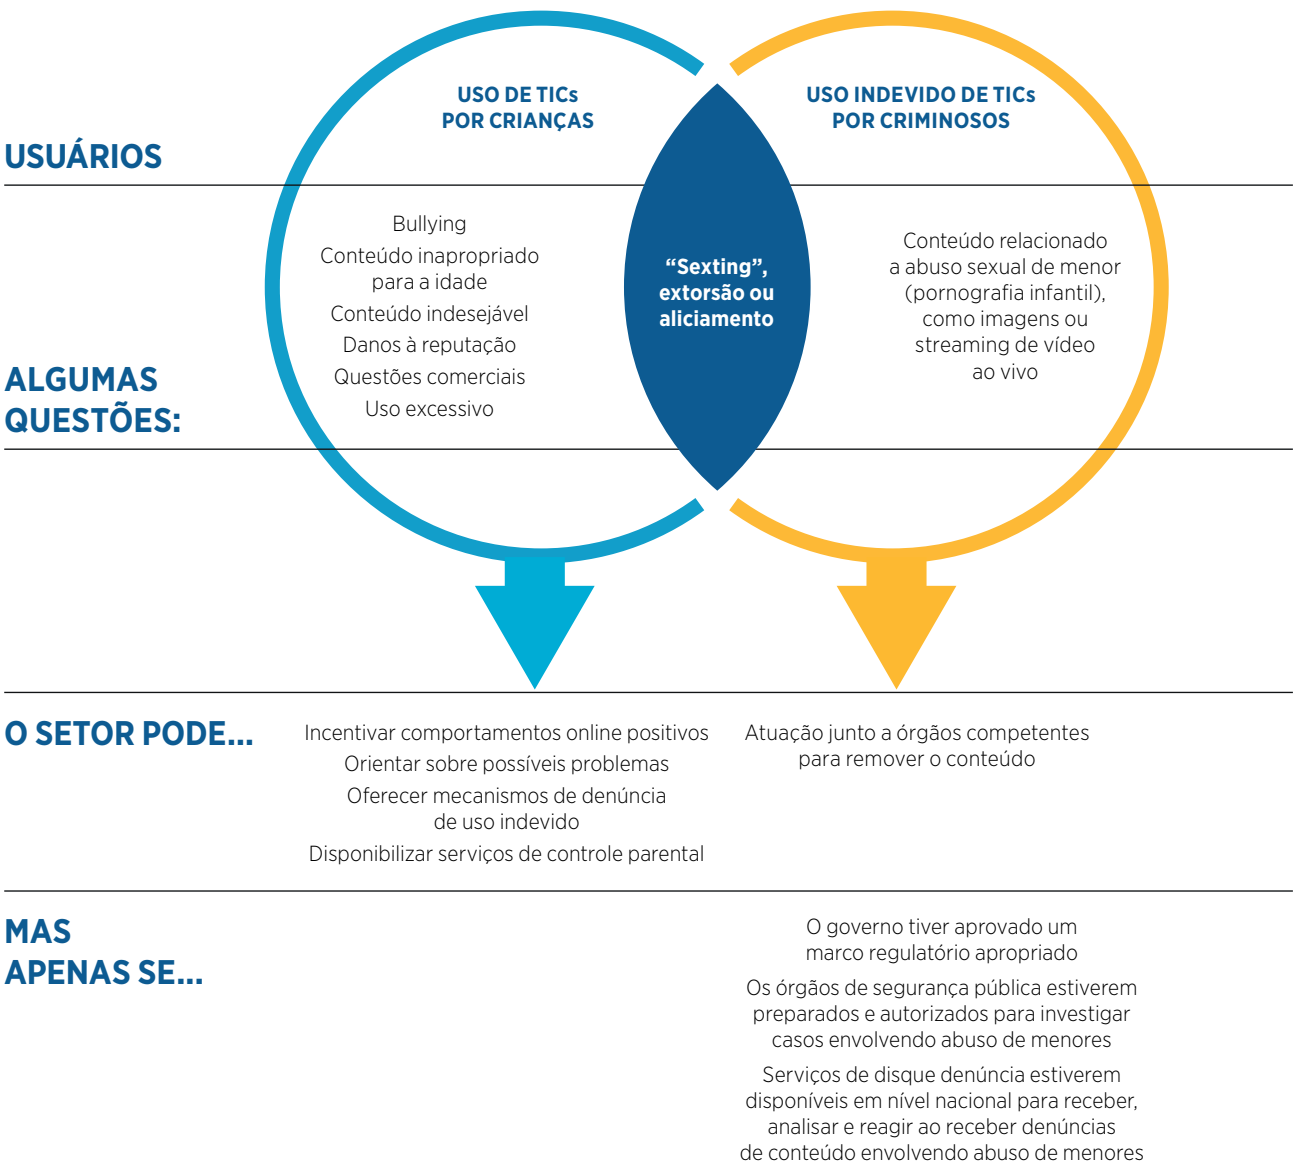 USO DE TICs
POR CRIANÇAS
USO INDEVIDO DE TICs
POR CRIMINOSOS
USUÁRIOS
Bullying
Conteúdo inapropriado
para a idade
Conteúdo indesejável
Danos à reputação
Questões comerciais
Uso excessivo
“Sexting”,
extorsão ou
aliciamento
Conteúdo relacionado
a abuso sexual de menor
(pornografia infantil),
como imagens ou
streaming de vídeo
ao vivo
ALGUMAS
QUESTÕES:
O SETOR PODE...
Incentivar comportamentos online positivos
Orientar sobre possíveis problemas
Oferecer mecanismos de denúncia
de uso indevido
Disponibilizar serviços de controle parental
Atuação junto a órgãos competentes
para remover o conteúdo
MAS
APENAS SE...
O governo tiver aprovado um
marco regulatório apropriado
Os órgãos de segurança pública estiverem
preparados e autorizados para investigar
casos envolvendo abuso de menores
Serviços de disque denúncia estiverem
disponíveis em nível nacional para receber,
analisar e reagir ao receber denúncias
de conteúdo envolvendo abuso de menores